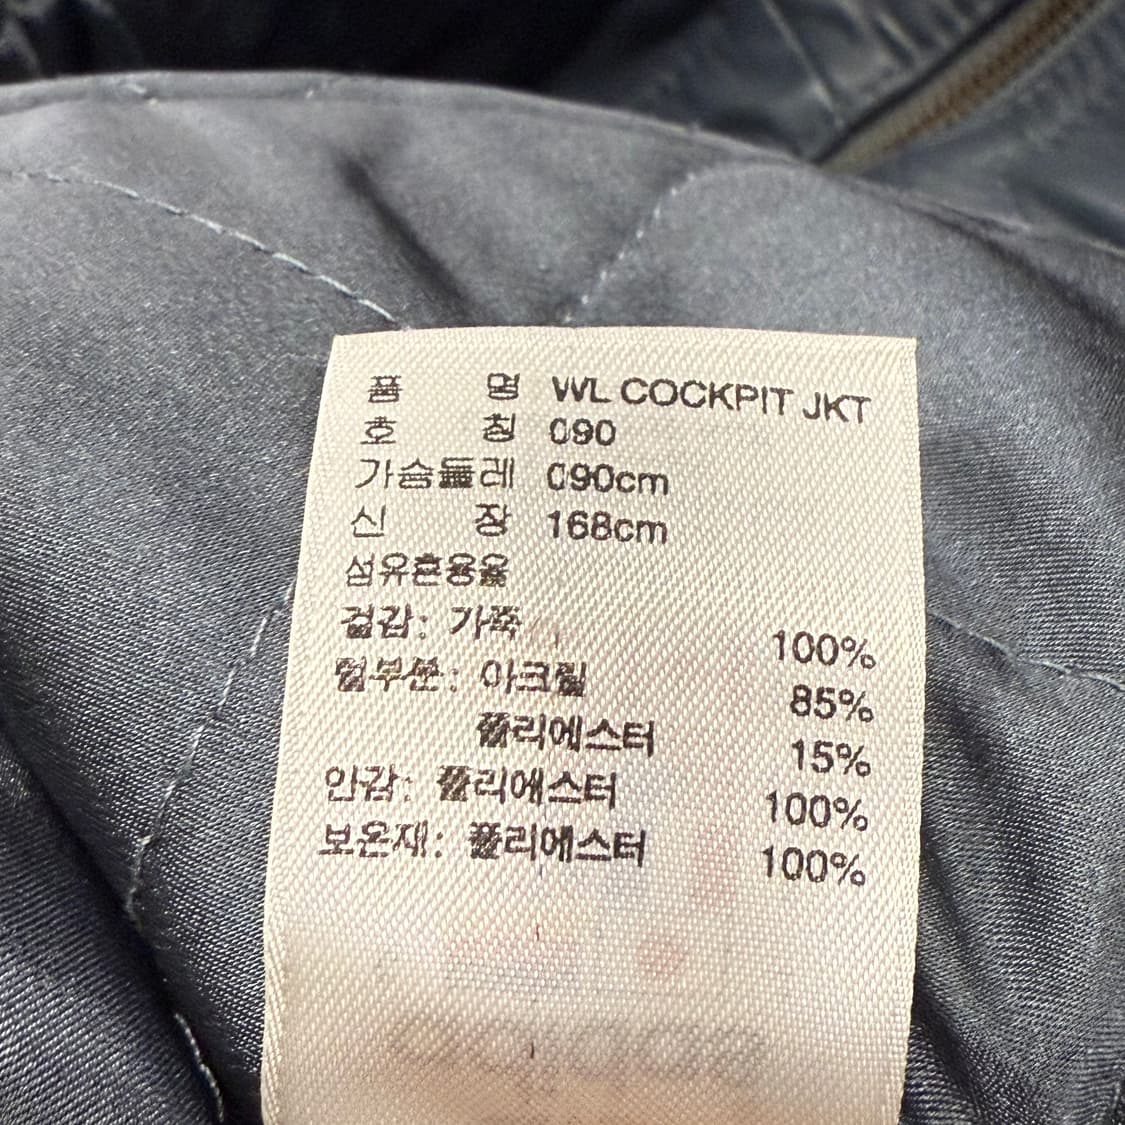 품 명 WL COCKPIT JKT
호 칭 090
가슴둘레 090cm
신 장 168cm
섬유혼용율
겉감: 가죽 100%
털부분: 아크릴 85%
폴리에스터 15%
안감: 폴리에스터 100%
보온재: 폴리에스터 100%